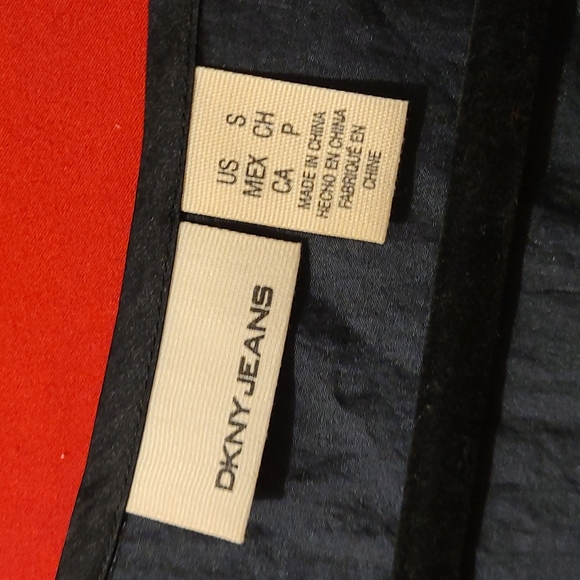 DKNY JEANS
US S
MEX CH
CA P
MADE IN CHINA
HECHO EN CHINA
FABRIQUÉ EN
CHINE